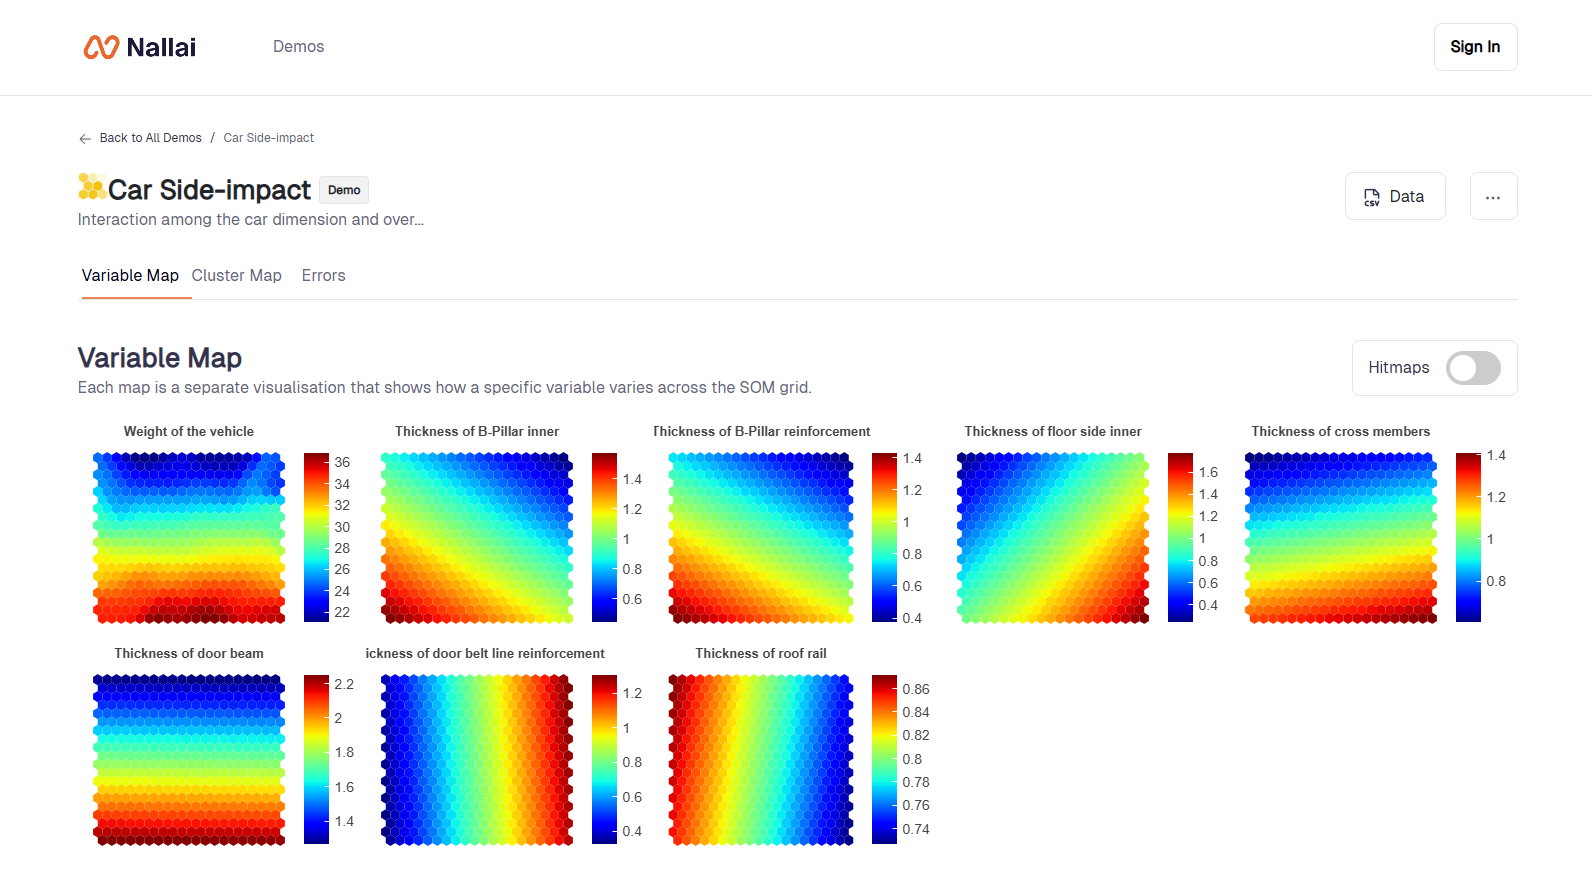 Nallai
Demos
Sign In
Back to All Demos / Car Side-impact
Car Side-impact
Demo
Interaction among the car dimension and over...
CSV
Data
...
Variable Map
Cluster Map
Errors
Variable Map
Each map is a separate visualisation that shows how a specific variable varies across the SOM grid.
Hitmaps
Weight of the vehicle
36
34
32
30
28
26
24
22
Thickness of B-Pillar inner
1.4
1.2
1
0.8
0.6
Thickness of B-Pillar reinforcement
1.4
1.2
1
0.8
0.6
0.4
Thickness of floor side inner
1.6
1.4
1.2
1
0.8
0.6
0.4
Thickness of cross members
1.4
1.2
1
0.8
Thickness of door beam
2.2
2
1.8
1.6
1.4
ickness of door belt line reinforcement
1.2
1
0.8
0.6
0.4
Thickness of roof rail
0.86
0.84
0.82
0.8
0.78
0.76
0.74